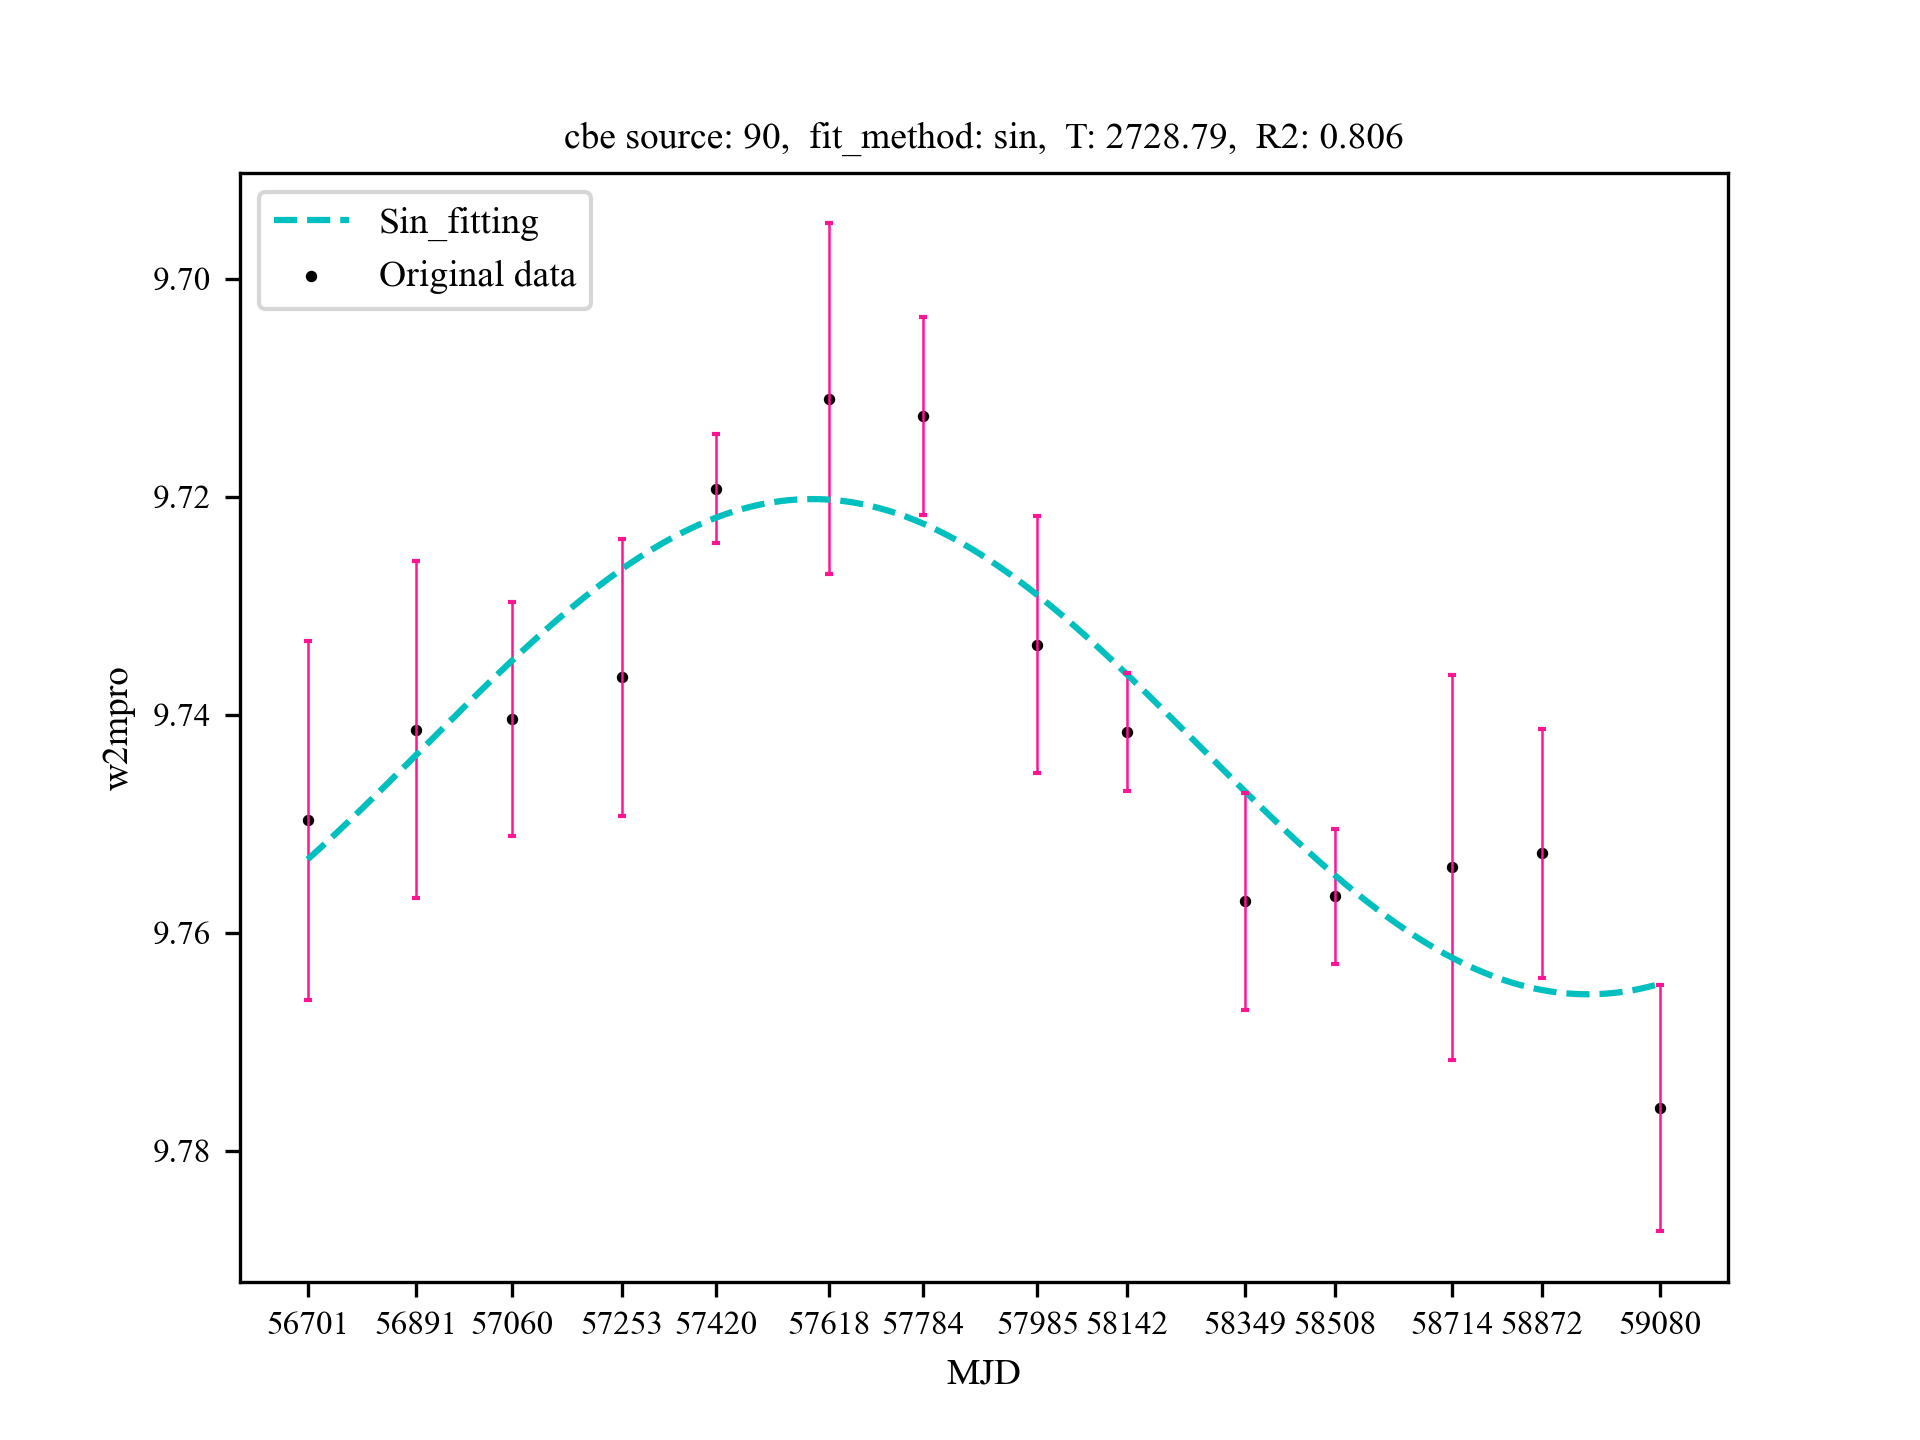 cbe source: 90,  fit_method: sin,  T: 2728.79,  R2: 0.806
Sin_fitting
Original data
9.70
9.72
9.74
9.76
9.78
w2mpro
56701 56891 57060 57253 57420 57618 57784 57985 58142 58349 58508 58714 58872 59080
MJD